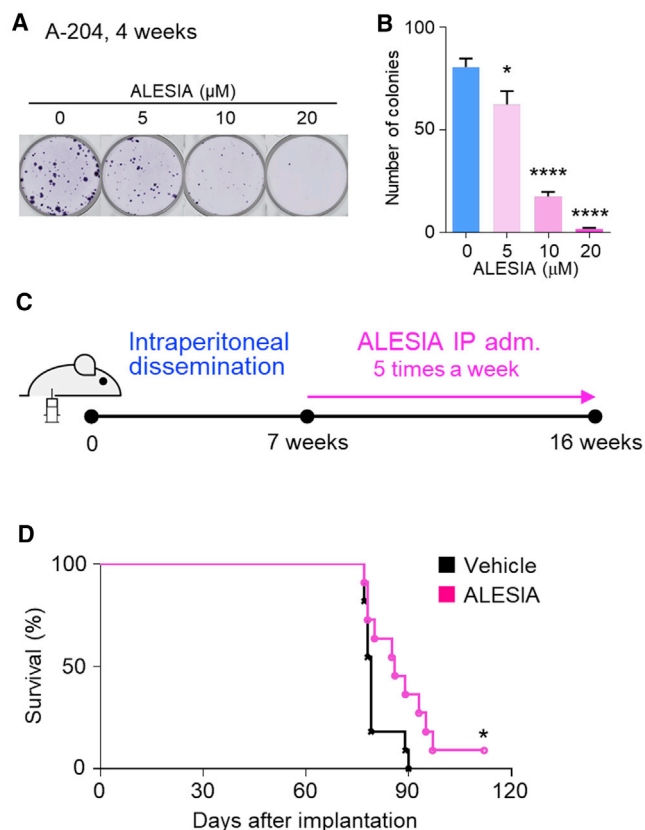 A
A-204, 4 weeks
ALESIA (µM)
0 5 10 20
B
Number of colonies
100
50
0
*
****
****
0 5 10 20
ALESIA (µM)
C
Intraperitoneal
dissemination
ALESIA IP adm.
5 times a week
0
7 weeks
16 weeks
D
Survival (%)
100
50
0
Vehicle
ALESIA
*
0 30 60 90 120
Days after implantation